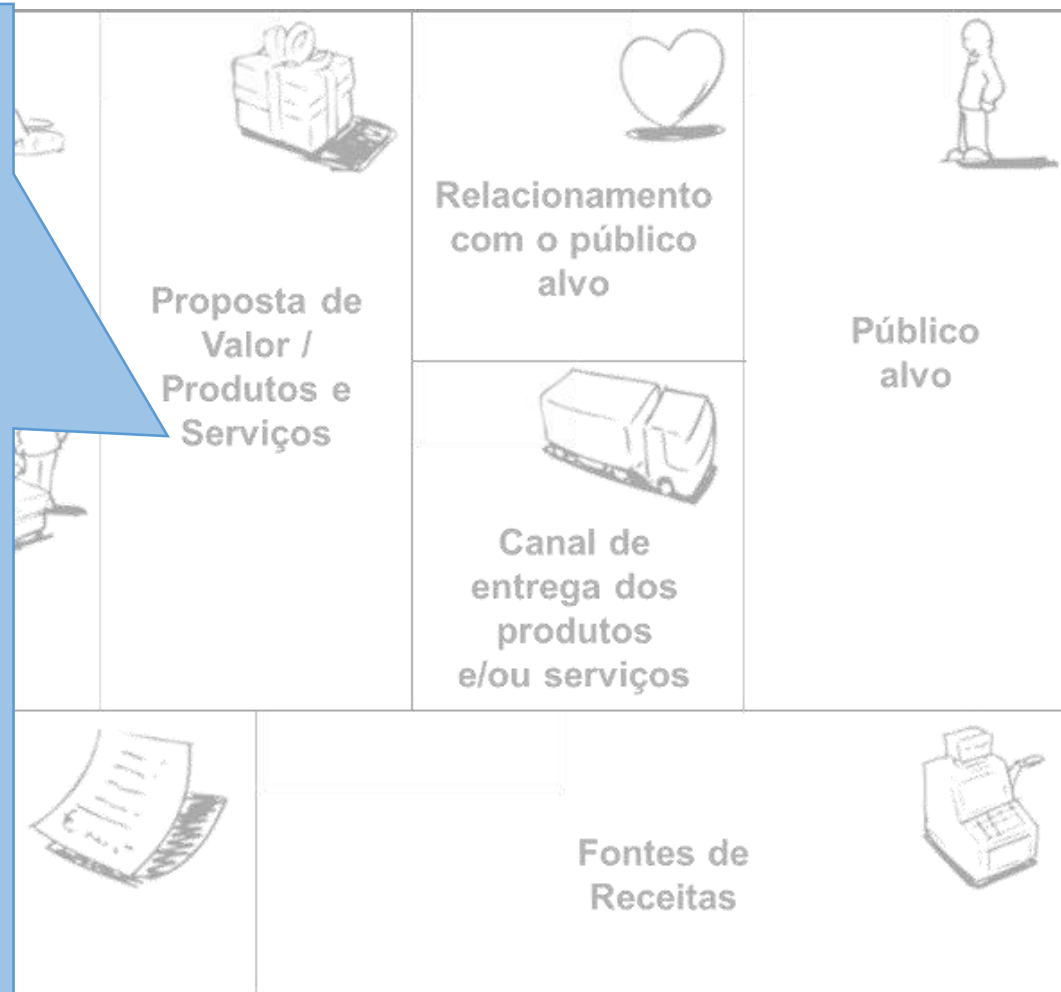 Proposta de
Valor /
Produtos e
Serviços
Relacionamento
com o público
alvo
Canal de
entrega dos
produtos
e/ou serviços
Público
alvo
Fontes de
Receitas